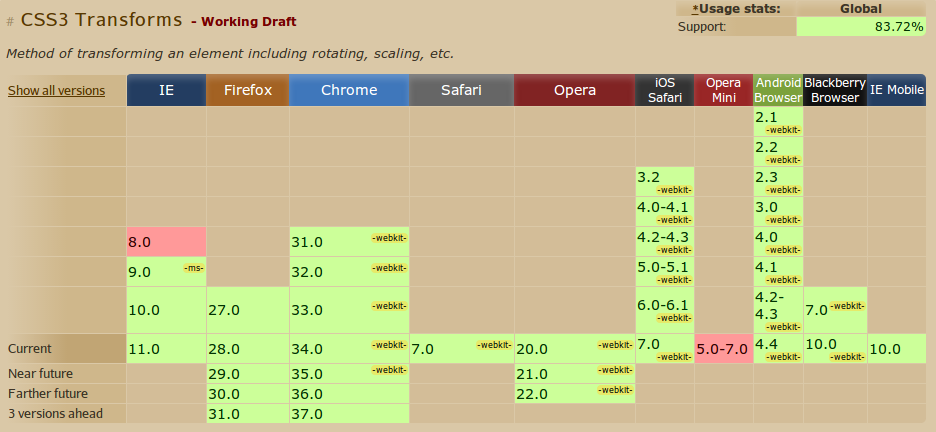 # CSS3 Transforms - Working Draft
*Usage stats: Global
Support: 83.72%
Method of transforming an element including rotating, scaling, etc.
Show all versions IE Firefox Chrome Safari Opera iOS Safari Opera Mini Android Browser Blackberry Browser IE Mobile
2.1 -webkit-
2.2 -webkit-
3.2 -webkit- 2.3 -webkit-
4.0-4.1 -webkit- 3.0 -webkit-
8.0 31.0 -webkit- 4.2-4.3 -webkit- 4.0 -webkit-
9.0 -ms- 32.0 -webkit- 5.0-5.1 -webkit- 4.1 -webkit-
10.0 27.0 33.0 -webkit- 6.0-6.1 -webkit- 4.2-4.3 -webkit- 7.0 -webkit-
Current 11.0 28.0 34.0 -webkit- 7.0 -webkit- 20.0 -webkit- 7.0 -webkit- 5.0-7.0 4.4 -webkit- 10.0 -webkit- 10.0
Near future 29.0 35.0 -webkit- 21.0 -webkit-
Farther future 30.0 36.0 22.0 -webkit-
3 versions ahead 31.0 37.0